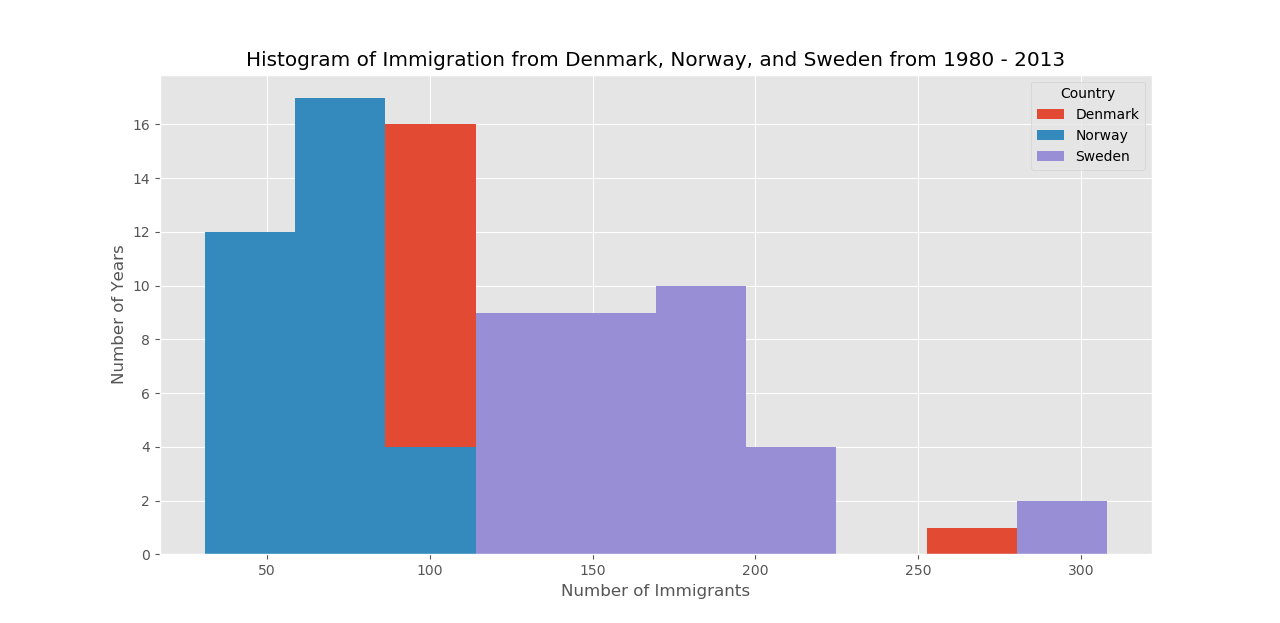 Histogram of Immigration from Denmark, Norway, and Sweden from 1980 - 2013
Country
Denmark
Norway
Sweden
Number of Years
16
14
12
10
8
6
4
2
0
50
100
150
200
250
300
Number of Immigrants